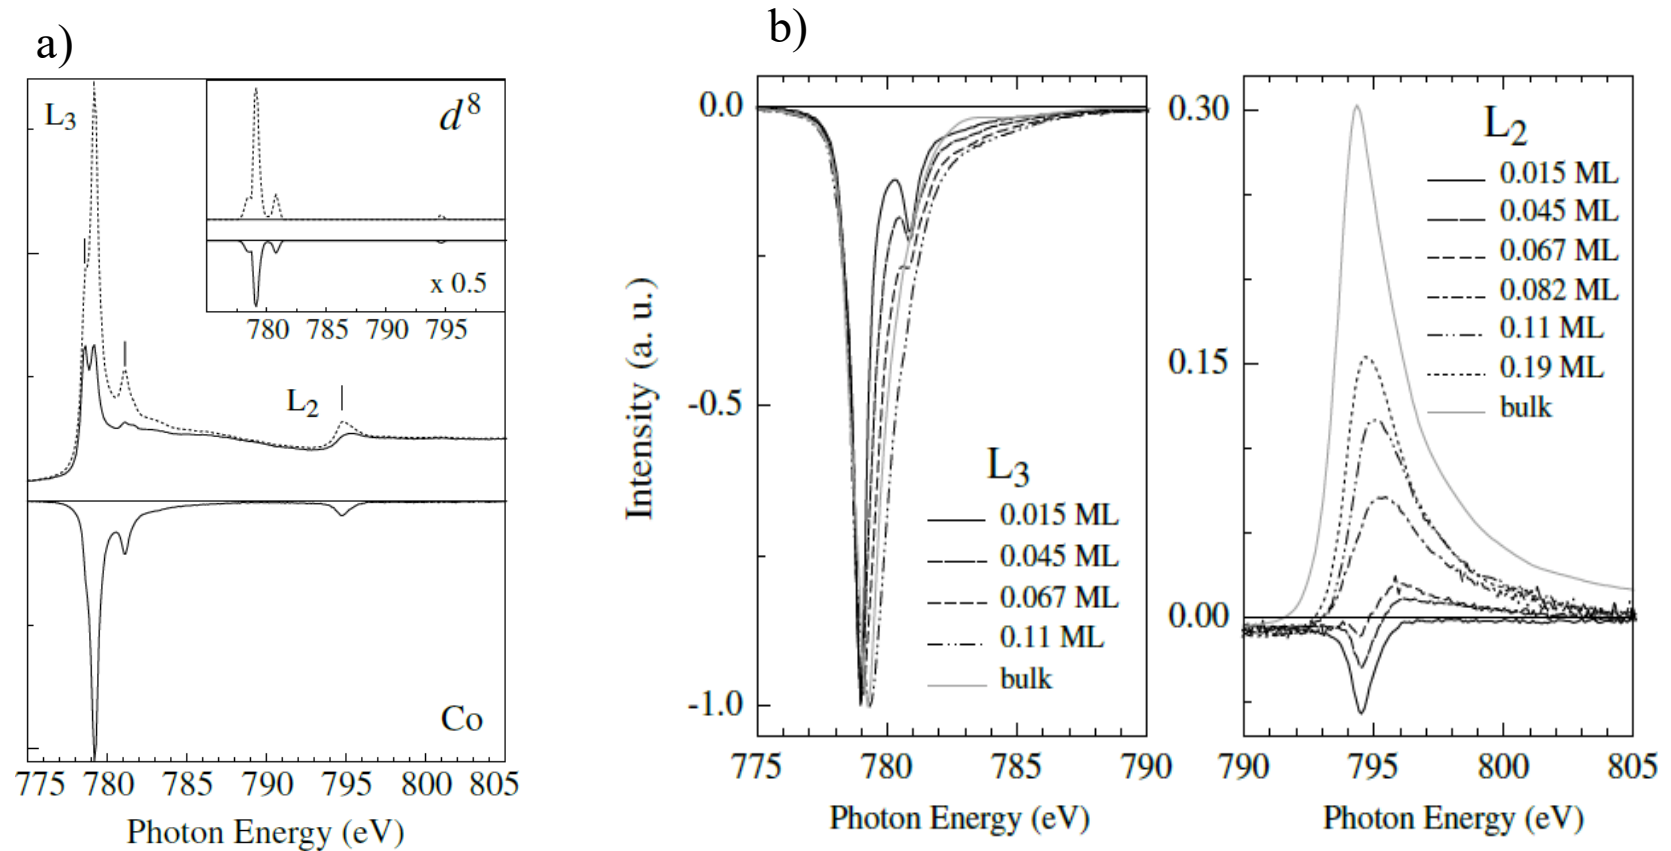 a)
L3
d8
x 0.5
780 785 790 795
L2
Co
775 780 785 790 795 800 805
Photon Energy (eV)
b)
0.0
-0.5
-1.0
Intensity (a. u.)
L3
0.015 ML
0.045 ML
0.067 ML
0.11 ML
bulk
775 780 785 790
Photon Energy (eV)
0.30
0.15
0.00
L2
0.015 ML
0.045 ML
0.067 ML
0.082 ML
0.11 ML
0.19 ML
bulk
790 795 800 805
Photon Energy (eV)